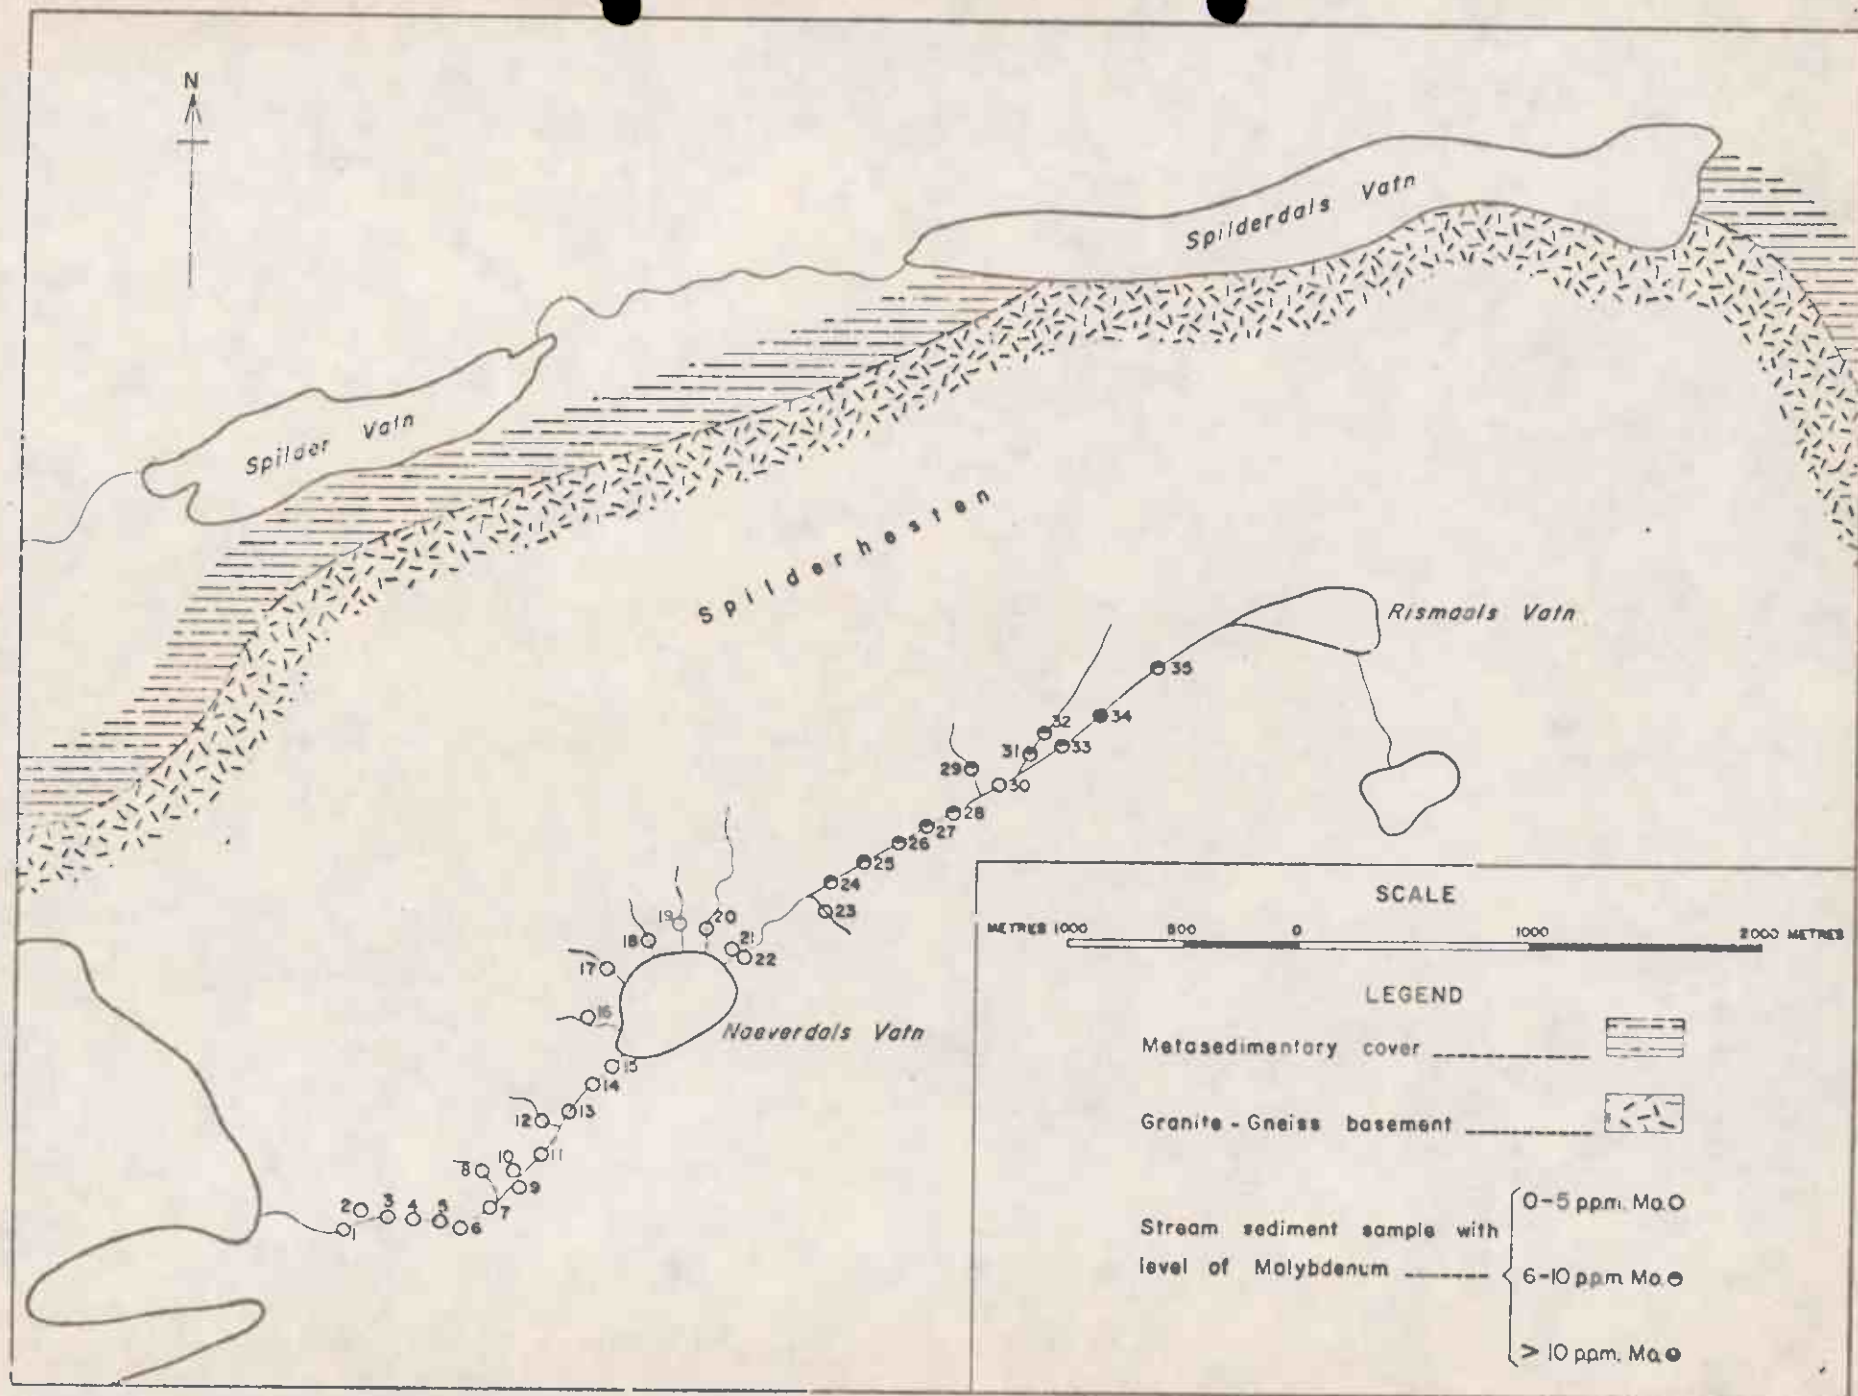 N
Spilderdals Vatn
Spilder Vatn
Spilderhesten
Rismaals Vatn
35
34
32
33
31
29
30
28
27
26
25
24
23
19
20
18
21
22
17
16
Naeverdals Vatn
15
14
13
12
11
10
8
9
7
2
3
4
5
6
1
SCALE
METRES 1000 500 0 1000 2000 METRES
LEGEND
Metasedimentary cover
Granite - Gneiss basement
Stream sediment sample with
level of Molybdenum
0-5 ppm. Mo.
6-10 ppm Mo.
> 10 ppm. Mo.